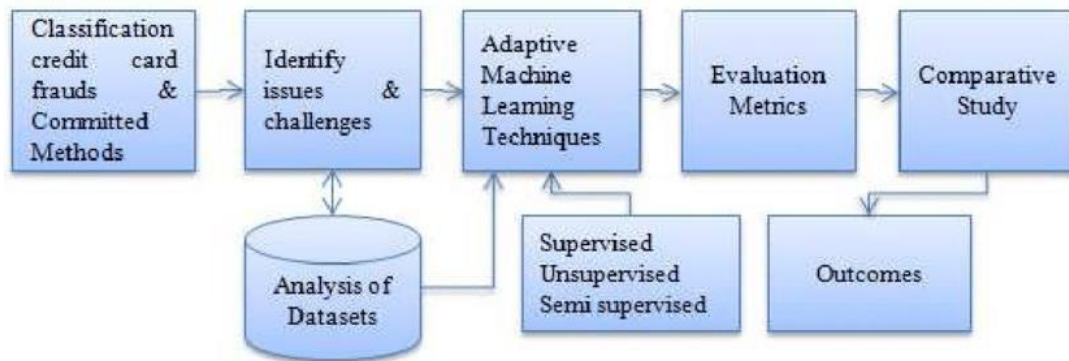 Classification
credit card
frauds &
Committed
Methods
Identify
issues &
challenges
Adaptive
Machine
Learning
Techniques
Evaluation
Metrics
Comparative
Study
Analysis of
Datasets
Supervised
Unsupervised
Semi supervised
Outcomes